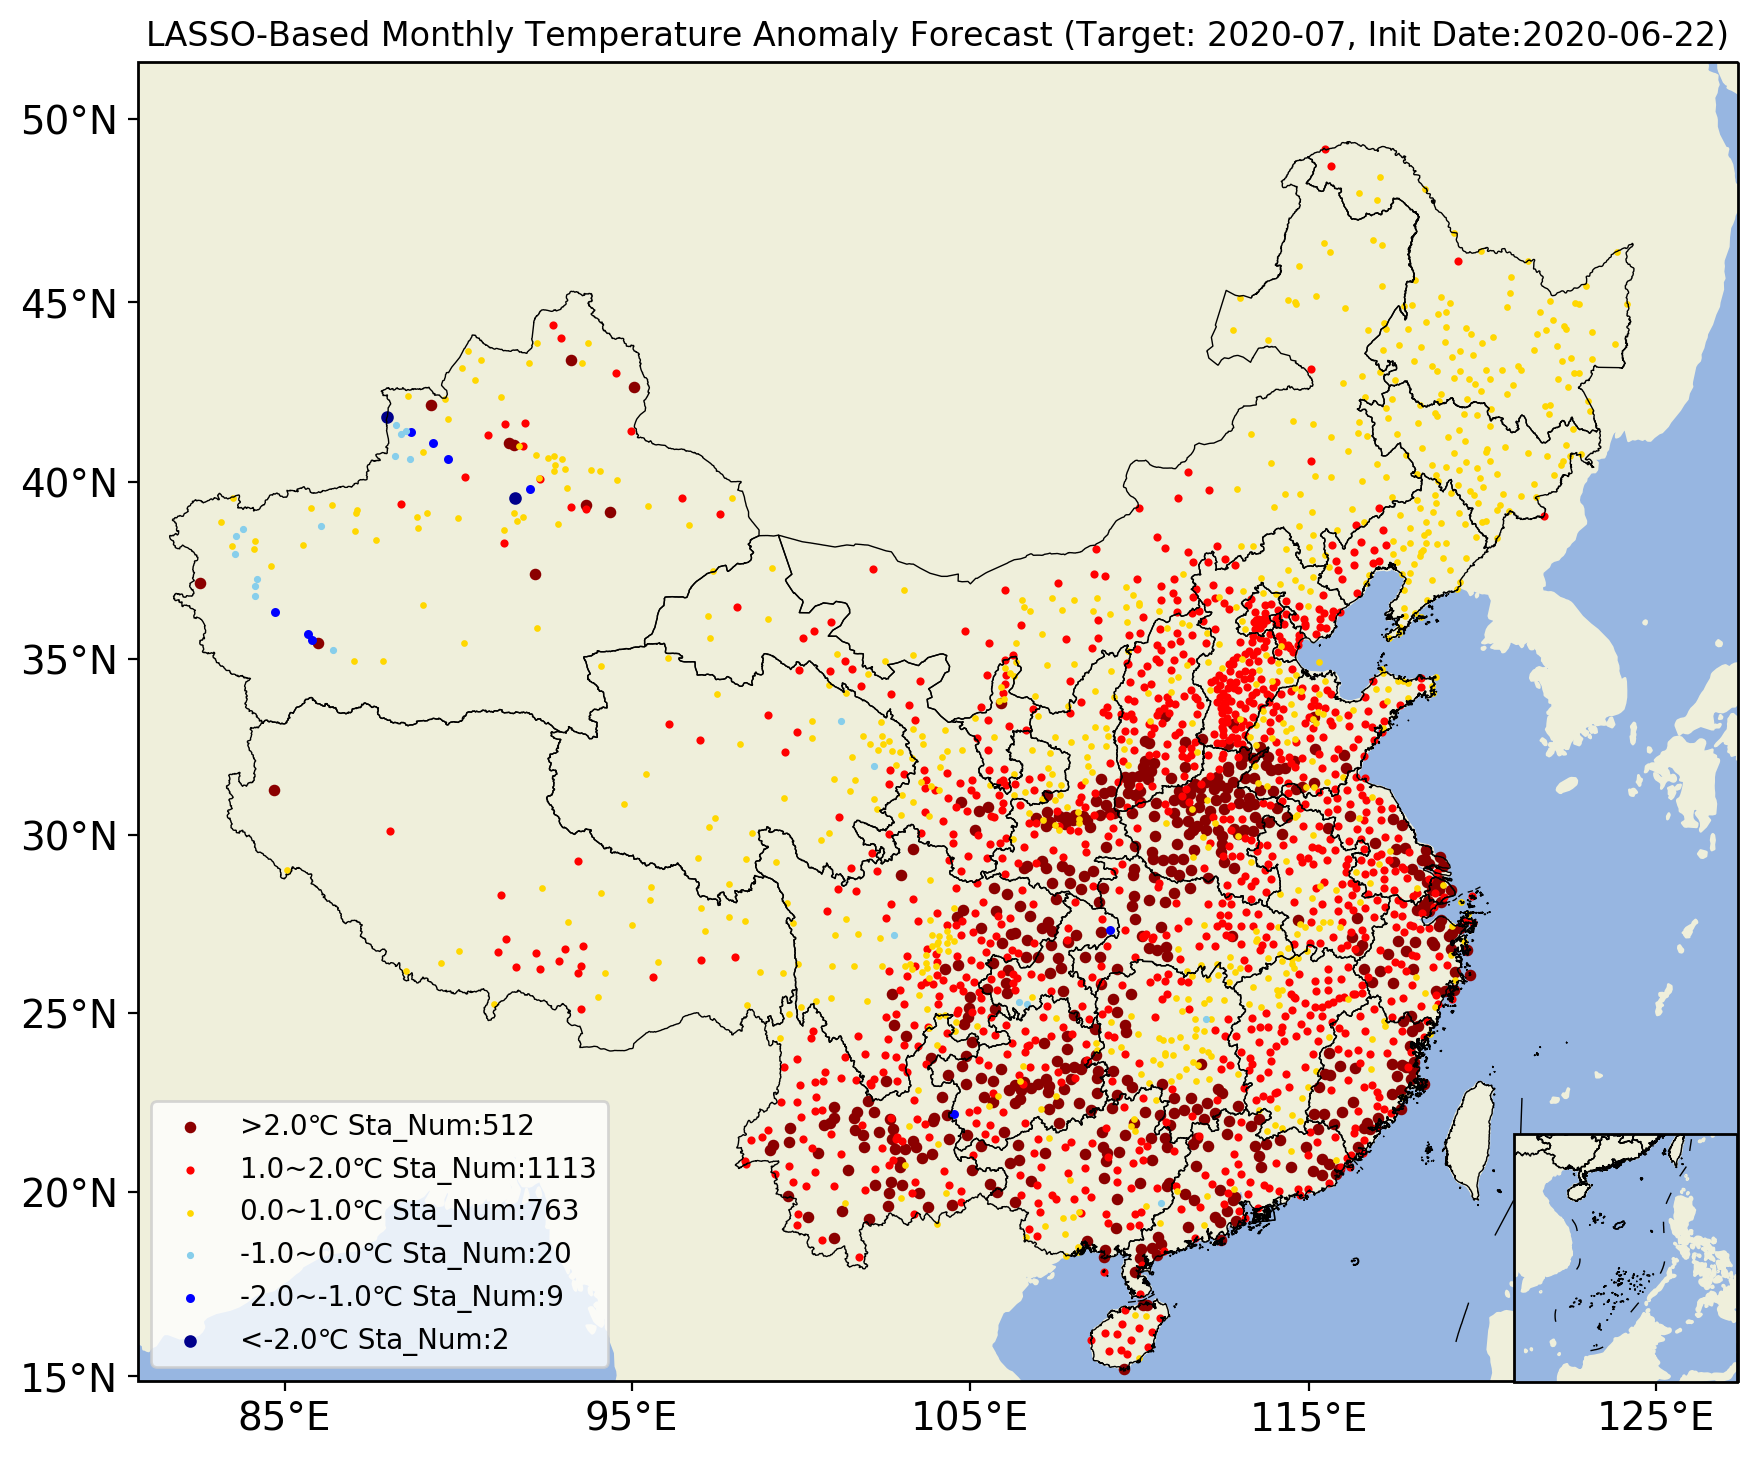 LASSO-Based Monthly Temperature Anomaly Forecast (Target: 2020-07, Init Date:2020-06-22)
50°N
45°N
40°N
35°N
30°N
25°N
20°N
15°N
>2.0℃ Sta_Num:512
1.0~2.0℃ Sta_Num:1113
0.0~1.0℃ Sta_Num:763
-1.0~0.0℃ Sta_Num:20
-2.0~-1.0℃ Sta_Num:9
<-2.0℃ Sta_Num:2
85°E
95°E
105°E
115°E
125°E